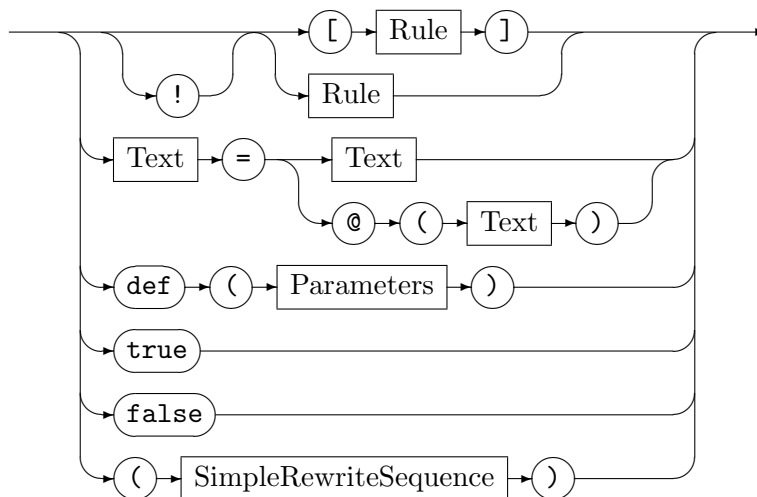 [ Rule ]
! Rule
Text = Text
@ ( Text )
def ( Parameters )
true
false
( SimpleRewriteSequence )